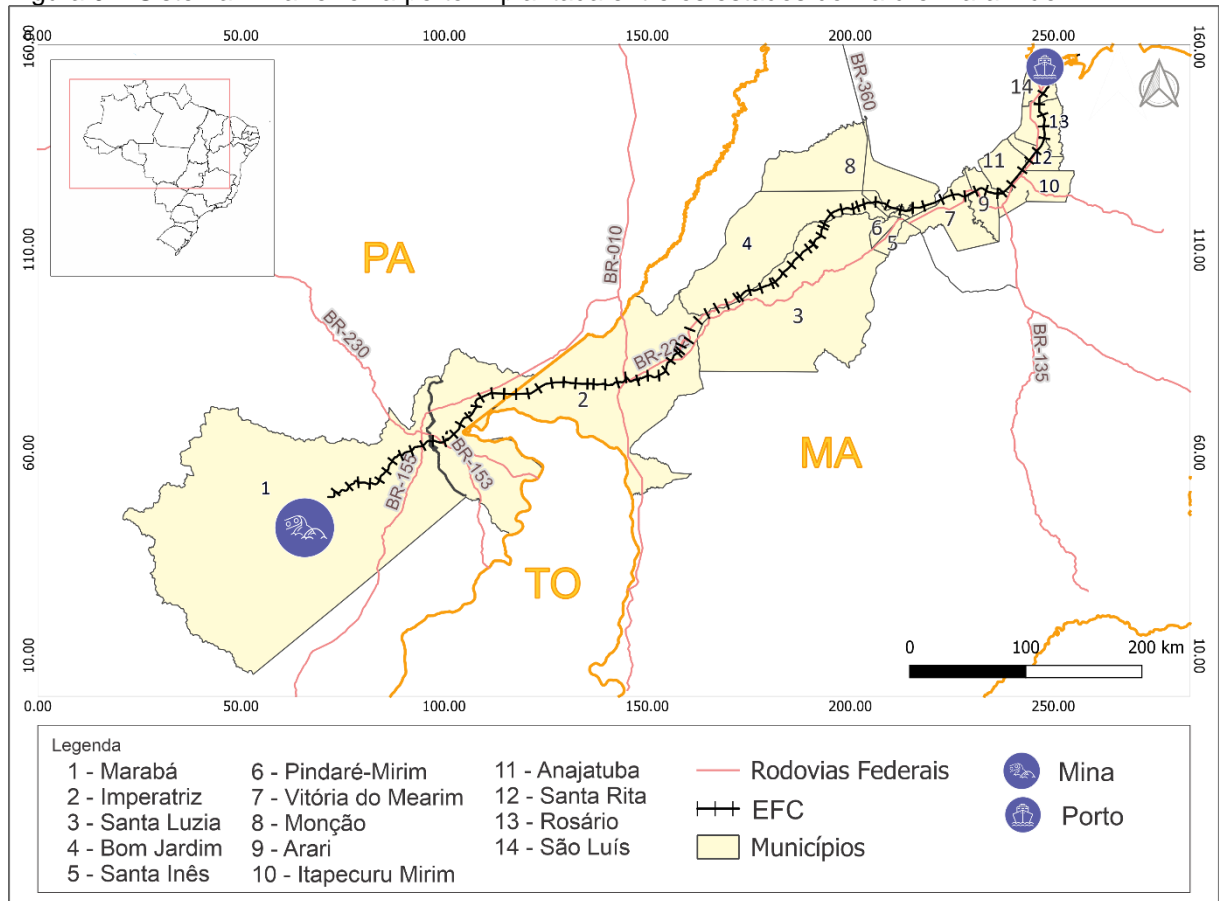 0.00 50.00 100.00 150.00 200.00 250.00
160.00 160.00
14
BR-360
13
11
12
8
10
9
7
6
4
5
110.00 110.00
PA
BR-010
3
BR-230
BR-135
2
MA
60.00 60.00
BR-155
BR-153
1
TO
0 100 200 km
10.00 10.00
0.00 50.00 100.00 150.00 200.00 250.00
Legenda
1 - Marabá
2 - Imperatriz
3 - Santa Luzia
4 - Bom Jardim
5 - Santa Inês
6 - Pindaré-Mirim
7 - Vitória do Mearim
8 - Monção
9 - Arari
10 - Itapecuru Mirim
11 - Anajatuba
12 - Santa Rita
13 - Rosário
14 - São Luís
Rodovias Federais
EFC
Municípios
Mina
Porto